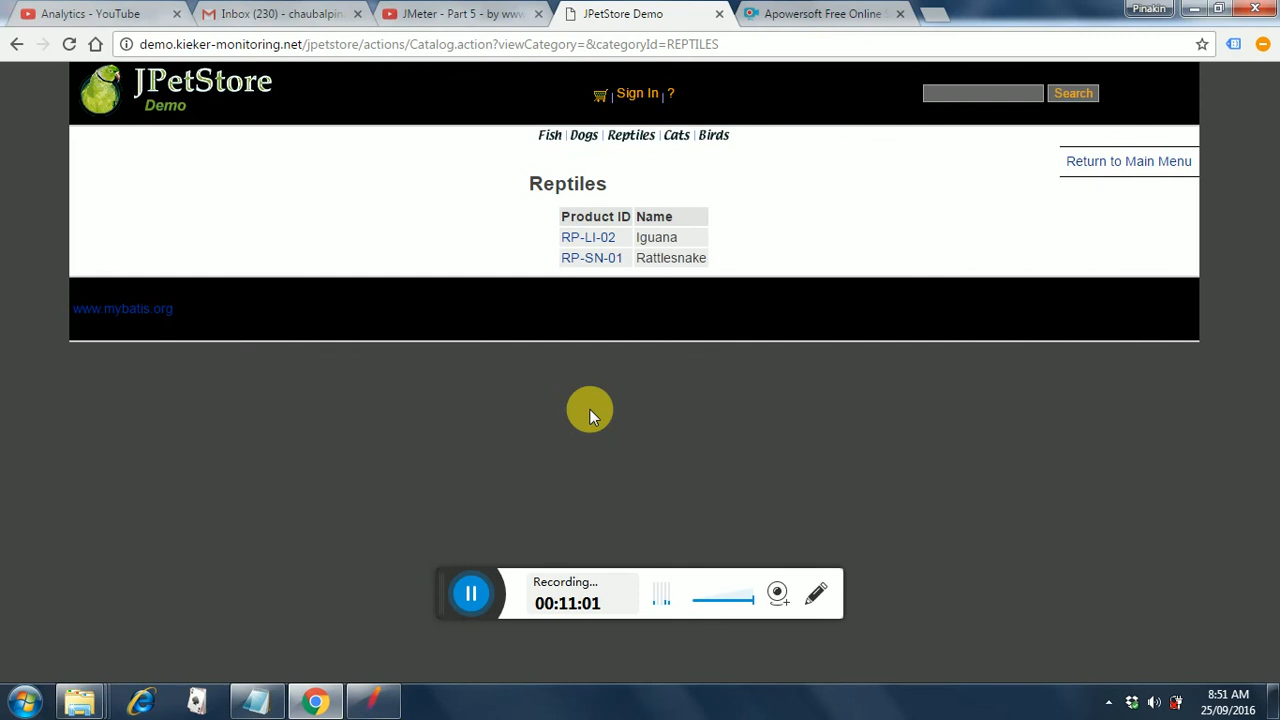 Analytics - YouTube
Inbox (230) - chaubalpin
JMeter - Part 5 - by www
JPetStore Demo
Apowersoft Free Online S
Pinakin
demo.kieker-monitoring.net/jpetstore/actions/Catalog.action?viewCategory=&categoryId=REPTILES
JPetStore
Demo
| Sign In | ?
Search
Fish | Dogs | Reptiles | Cats | Birds
Return to Main Menu
Reptiles
Product ID Name
RP-LI-02 Iguana
RP-SN-01 Rattlesnake
www.mybatis.org
Recording...
00:11:01
8:51 AM
25/09/2016